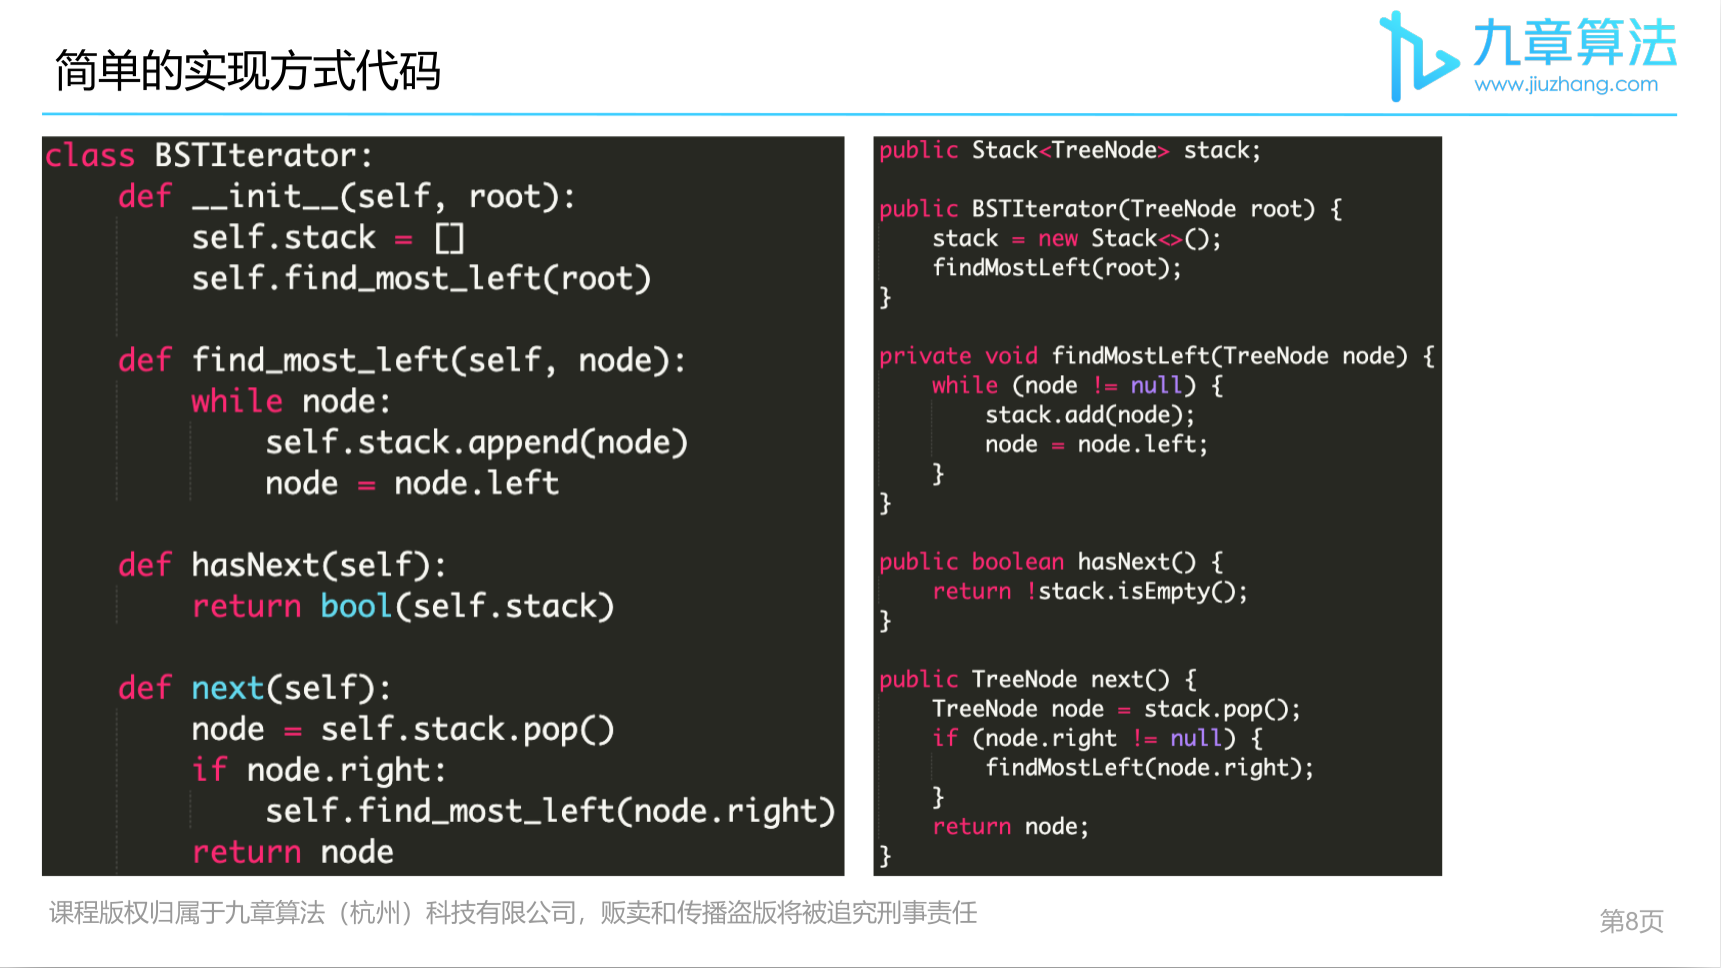 简单的实现方式代码
九章算法
www.jiuzhang.com
class BSTIterator:
    def __init__(self, root):
        self.stack = []
        self.find_most_left(root)

    def find_most_left(self, node):
        while node:
            self.stack.append(node)
            node = node.left

    def hasNext(self):
        return bool(self.stack)

    def next(self):
        node = self.stack.pop()
        if node.right:
            self.find_most_left(node.right)
        return node
public Stack<TreeNode> stack;

public BSTIterator(TreeNode root) {
    stack = new Stack<>();
    findMostLeft(root);
}

private void findMostLeft(TreeNode node) {
    while (node != null) {
        stack.add(node);
        node = node.left;
    }
}

public boolean hasNext() {
    return !stack.isEmpty();
}

public TreeNode next() {
    TreeNode node = stack.pop();
    if (node.right != null) {
        findMostLeft(node.right);
    }
    return node;
}
课程版权归属于九章算法（杭州）科技有限公司，贩卖和传播盗版将被追究刑事责任
第8页